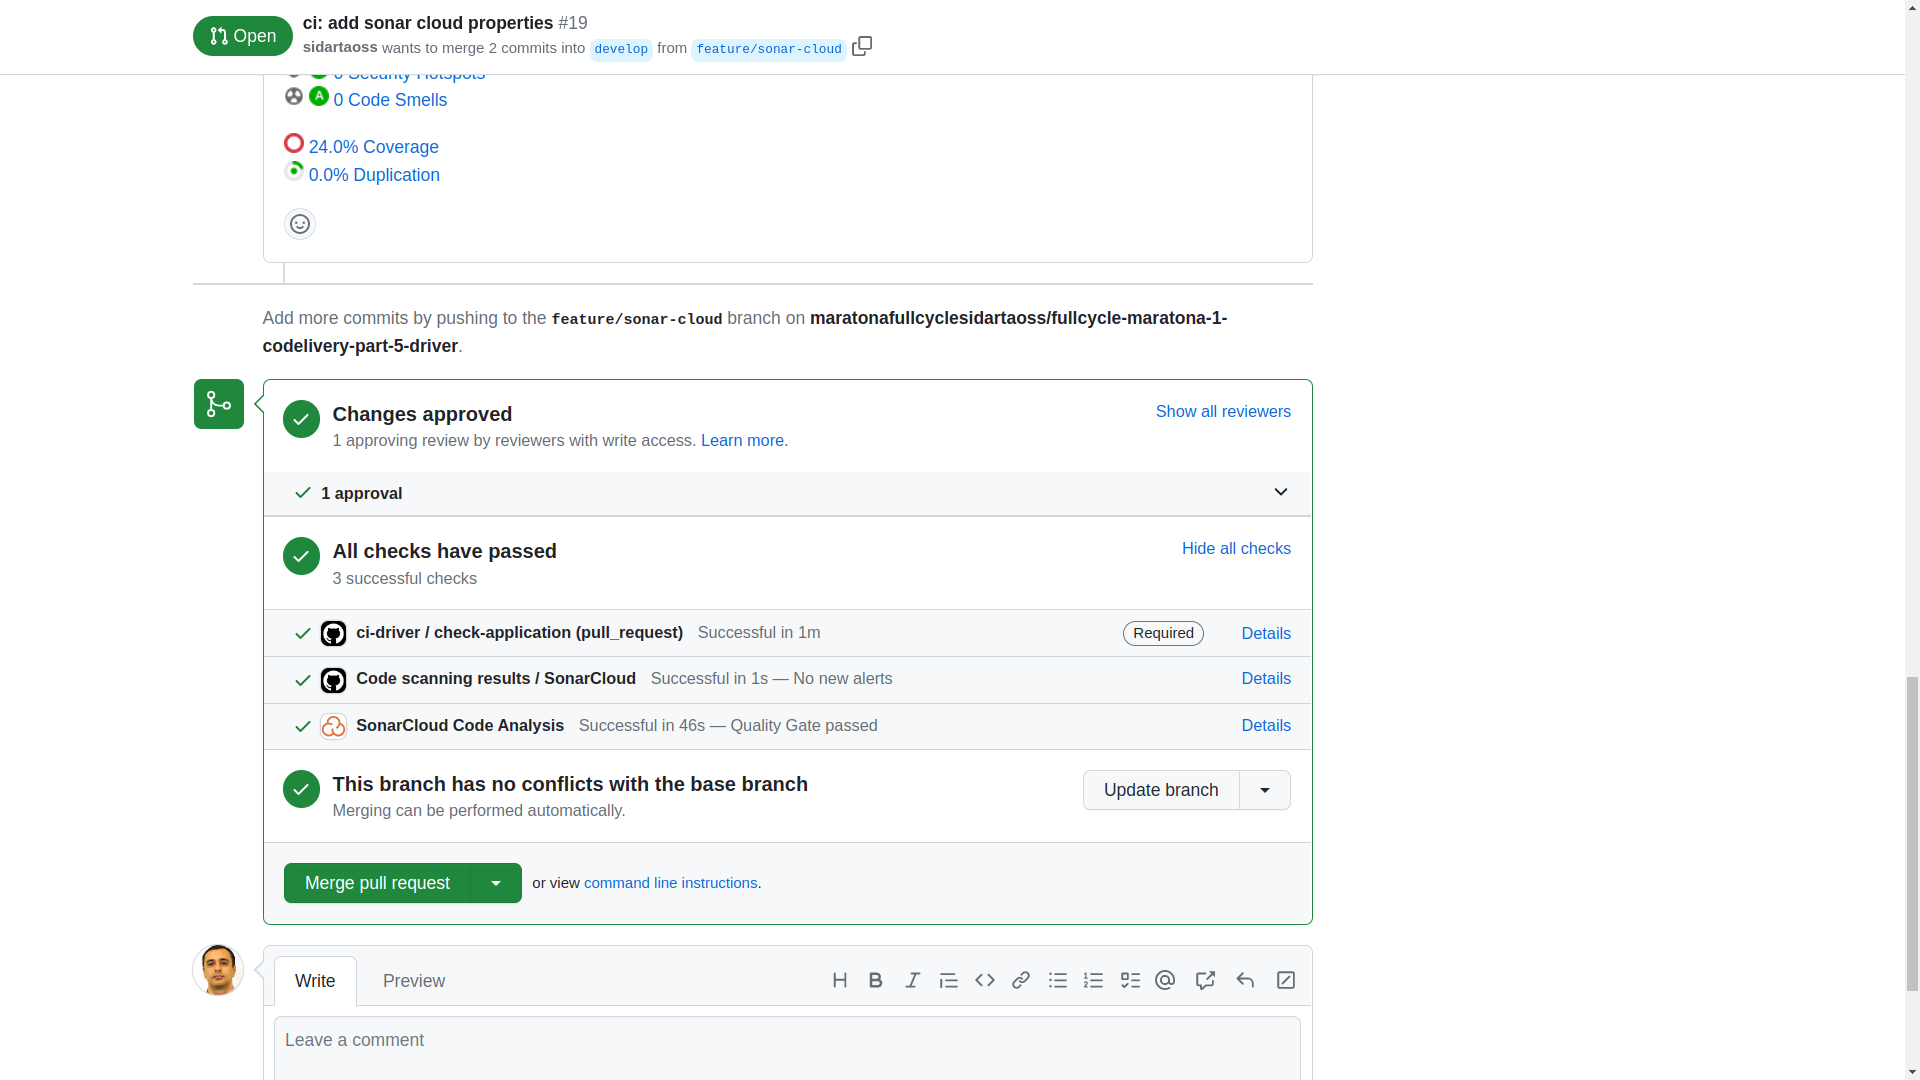 Open
ci: add sonar cloud properties #19
sidartaoss wants to merge 2 commits into develop from feature/sonar-cloud
0 Security Hotspots
A 0 Code Smells
24.0% Coverage
0.0% Duplication
Add more commits by pushing to the feature/sonar-cloud branch on maratonafullcyclesidartaoss/fullcycle-maratona-1-
codelivery-part-5-driver.
Changes approved
Show all reviewers
1 approving review by reviewers with write access. Learn more.
1 approval
All checks have passed
Hide all checks
3 successful checks
ci-driver / check-application (pull_request) Successful in 1m Required Details
Code scanning results / SonarCloud Successful in 1s — No new alerts Details
SonarCloud Code Analysis Successful in 46s — Quality Gate passed Details
This branch has no conflicts with the base branch
Update branch
Merging can be performed automatically.
Merge pull request or view command line instructions.
Write Preview
Leave a comment